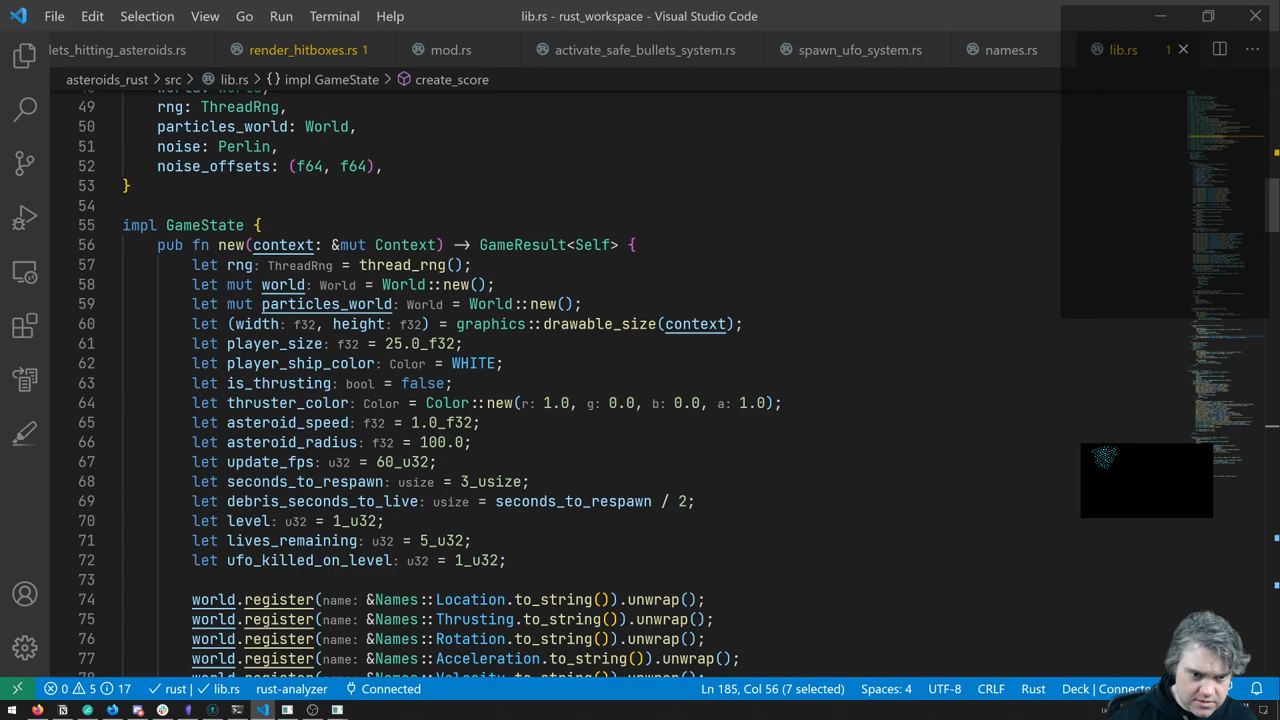 File Edit Selection View Go Run Terminal Help lib.rs - rust_workspace - Visual Studio Code
lets_hitting_asteroids.rs render_hitboxes.rs 1 mod.rs activate_safe_bullets_system.rs spawn_ufo_system.rs names.rs lib.rs 1
asteroids_rust > src > lib.rs > {} impl GameState > create_score
49 rng: ThreadRng,
50 particles_world: World,
51 noise: Perlin,
52 noise_offsets: (f64, f64),
53 }
54
55 impl GameState {
56 pub fn new(context: &mut Context) -> GameResult<Self> {
57 let rng: ThreadRng = thread_rng();
58 let mut world: World = World::new();
59 let mut particles_world: World = World::new();
60 let (width: f32, height: f32) = graphics::drawable_size(context);
61 let player_size: f32 = 25.0_f32;
62 let player_ship_color: Color = WHITE;
63 let is_thrusting: bool = false;
64 let thruster_color: Color = Color::new(r: 1.0, g: 0.0, b: 0.0, a: 1.0);
65 let asteroid_speed: f32 = 1.0_f32;
66 let asteroid_radius: f32 = 100.0;
67 let update_fps: u32 = 60_u32;
68 let seconds_to_respawn: usize = 3_usize;
69 let debris_seconds_to_live: usize = seconds_to_respawn / 2;
70 let level: u32 = 1_u32;
71 let lives_remaining: u32 = 5_u32;
72 let ufo_killed_on_level: u32 = 1_u32;
73
74 world.register(name: &Names::Location.to_string()).unwrap();
75 world.register(name: &Names::Thrusting.to_string()).unwrap();
76 world.register(name: &Names::Rotation.to_string()).unwrap();
77 world.register(name: &Names::Acceleration.to_string()).unwrap();
0 5 17 rust | lib.rs rust-analyzer Connected Ln 185, Col 56 (7 selected) Spaces: 4 UTF-8 CRLF Rust Deck | Connec